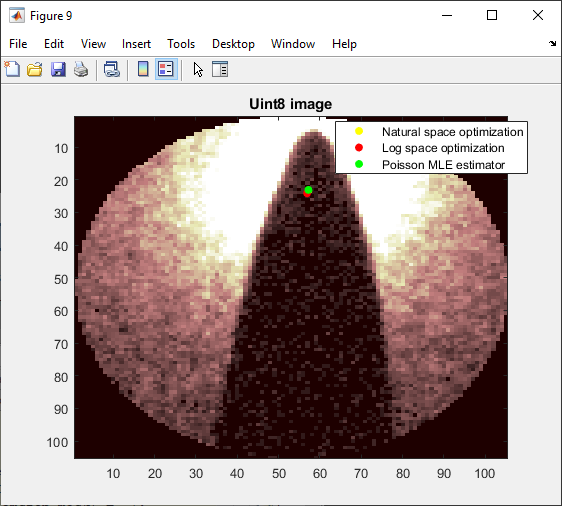 Figure 9
File Edit View Insert Tools Desktop Window Help
Uint8 image
Natural space optimization
Log space optimization
Poisson MLE estimator
10
20
30
40
50
60
70
80
90
100
10 20 30 40 50 60 70 80 90 100